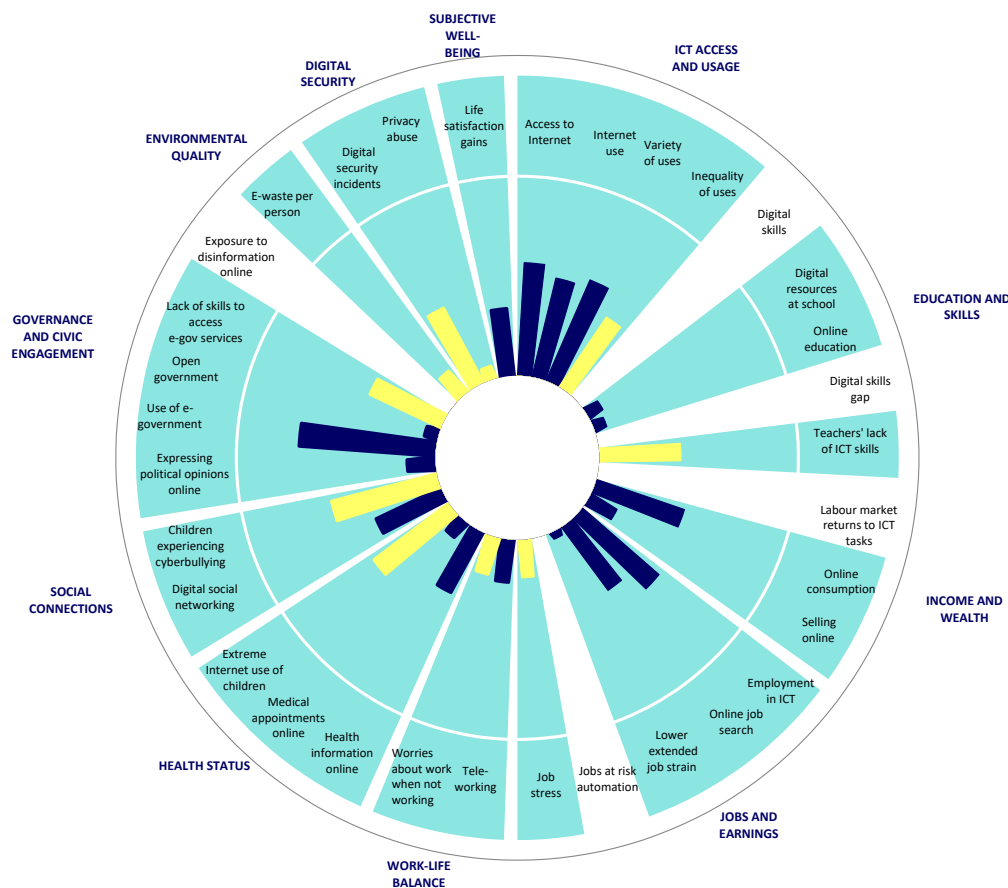 SUBJECTIVE
WELL-
BEING
ICT ACCESS
AND USAGE
DIGITAL
SECURITY
ENVIRONMENTAL
QUALITY
GOVERNANCE
AND CIVIC
ENGAGEMENT
SOCIAL
CONNECTIONS
HEALTH STATUS
WORK-LIFE
BALANCE
JOBS AND
EARNINGS
INCOME AND
WEALTH
EDUCATION AND
SKILLS
Access to
Internet
Internet
use
Variety
of uses
Inequality
of uses
Digital
skills
Digital
resources
at school
Online
education
Digital skills
gap
Teachers' lack
of ICT skills
Labour market
returns to ICT
tasks
Online
consumption
Selling
online
Employment
in ICT
Online job
search
Lower
extended
job strain
Jobs at risk
automation
Job
stress
Tele-
working
Worries
about work
when not
working
Health
information
online
Medical
appointments
online
Extreme
Internet use of
children
Digital social
networking
Children
experiencing
cyberbullying
Expressing
political opinions
online
Use of e-
government
Open
government
Lack of skills to
access
e-gov services
Exposure to
disinformation
online
E-waste per
person
Digital
security
incidents
Privacy
abuse
Life
satisfaction
gains